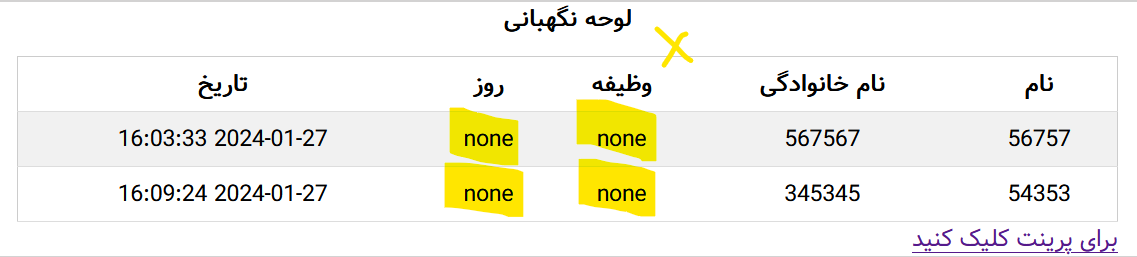 لوحه نگهبانی
نام نام خانوادگی وظیفه روز تاریخ
56757 567567 none none 2024-01-27 16:03:33
54353 345345 none none 2024-01-27 16:09:24
برای پرینت کلیک کنید